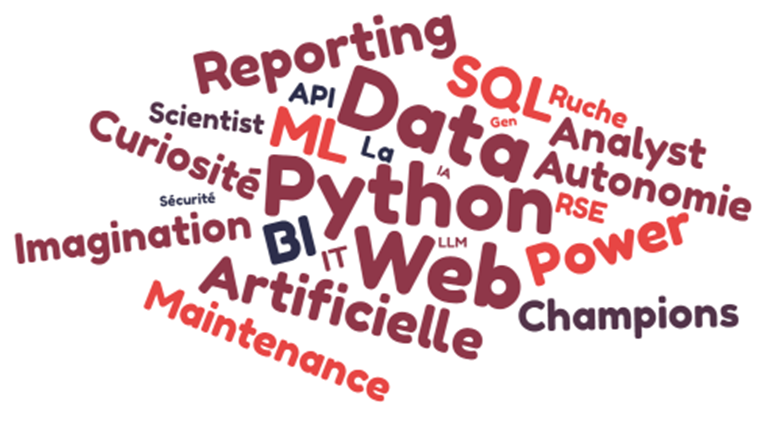 Reporting
SQL
Ruche
API
Data
Gen
Scientist
ML
Analyst
Curiosité
La
IA
Autonomie
Python
Sécurité
RSE
Imagination
BI
IT
Web
LLM
Power
Artificielle
Champions
Maintenance